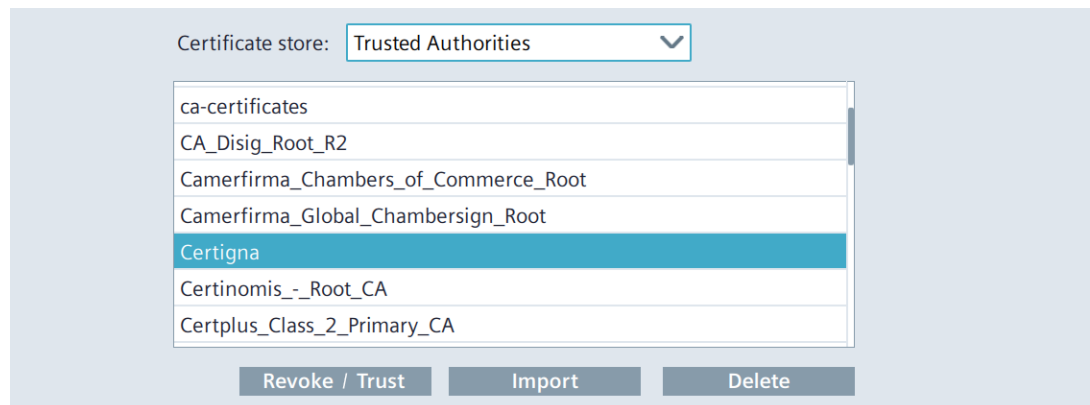 Certificate store: Trusted Authorities
ca-certificates
CA_Disig_Root_R2
Camerfirma_Chambers_of_Commerce_Root
Camerfirma_Global_Chambersign_Root
Certigna
Certinomis_-_Root_CA
Certplus_Class_2_Primary_CA
Revoke / Trust Import Delete